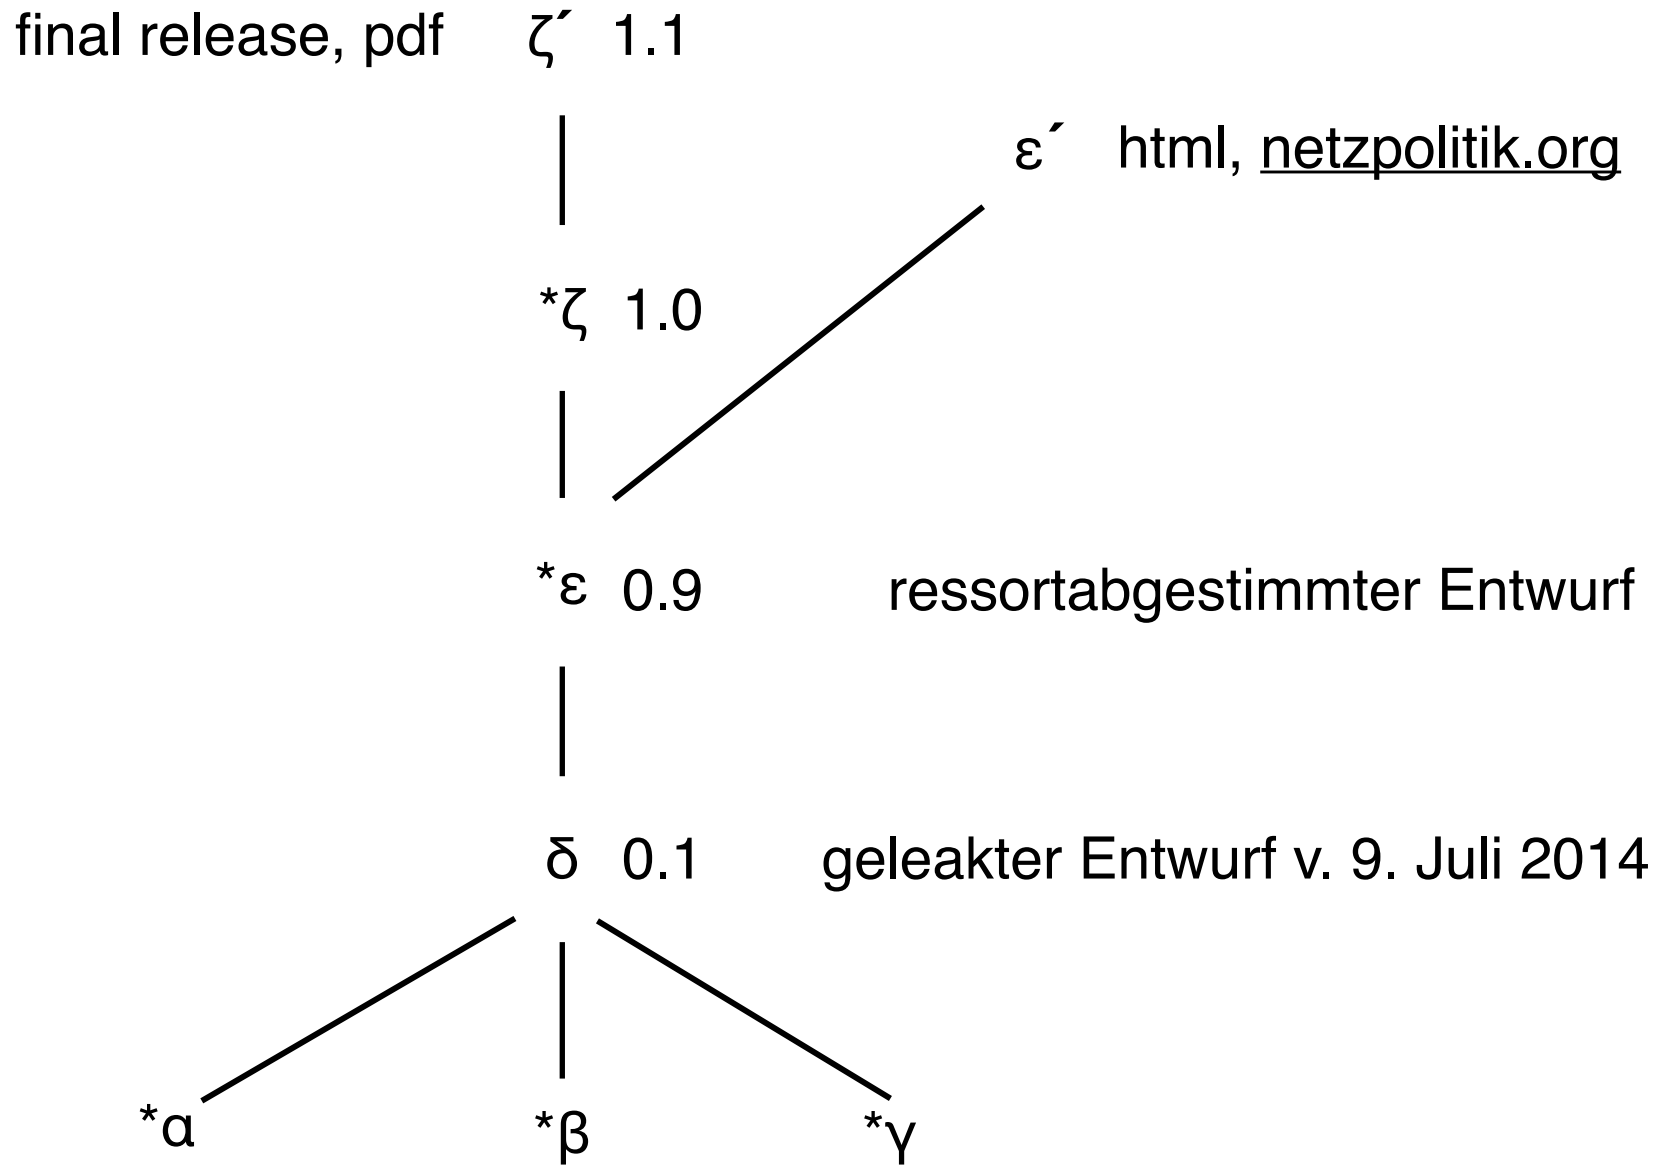 final release, pdf ζ´ 1.1
ε´ html, netzpolitik.org
*ζ 1.0
*ε 0.9 ressortabgestimmter Entwurf
δ 0.1 geleakter Entwurf v. 9. Juli 2014
*α *β *γ